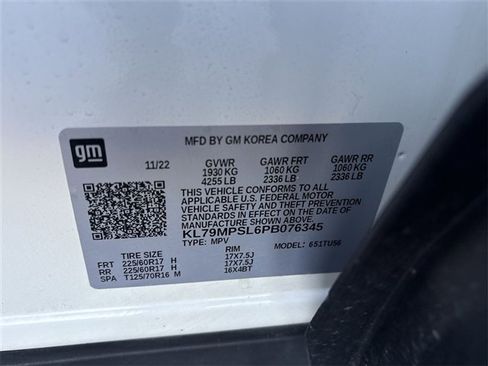 gm
MFD BY GM KOREA COMPANY
11/22 GVWR GAWR FRT GAWR RR
1930 KG 1060 KG 1060 KG
4255 LB 2336 LB 2336 LB
THIS VEHICLE CONFORMS TO ALL
APPLICABLE U.S. FEDERAL MOTOR
VEHICLE SAFETY AND THEFT PREVENTION
STANDARDS IN EFFECT ON THE DATE OF
MANUFACTURE SHOWN ABOVE.
KL79MPSL6PB076345
TYPE: MPV MODEL: 651TU56
TIRE SIZE RIM
FRT 225/60R17 H 17X7.5J
RR 225/60R17 H 17X7.5J
SPA T125/70R16 M 16X4BT